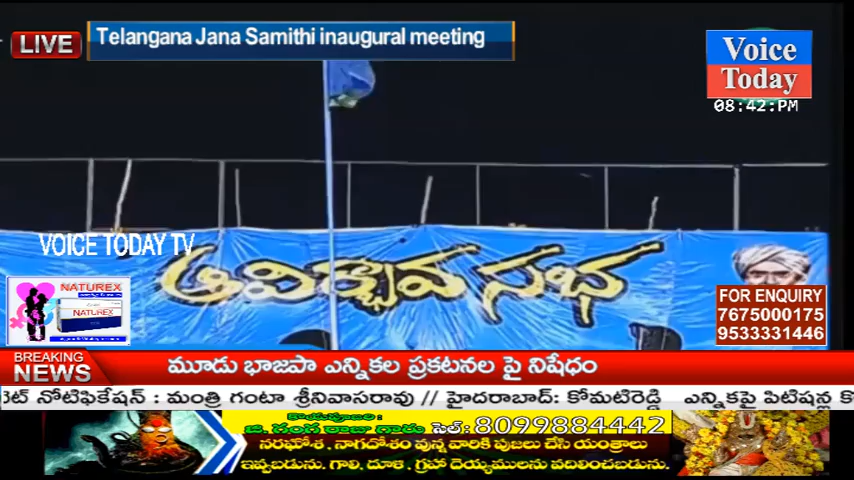 LIVE
Telangana Jana Samithi inaugural meeting
Voice
Today
08:42:PM
VOICE TODAY TV
ఆవిర్భావ సభ
NATUREX
NATUREX
FOR ENQUIRY
7675000175
9533331446
BREAKING
NEWS
మూడు భాజపా ఎన్నికల ప్రకటనల పై నిషేధం
నోటిఫికేషన్ : మంత్రి గంటా శ్రీనివాసరావు // హైదరాబాద్: కోమటిరెడ్డి ఎన్నికపై పిటిషన్ల
జి. గంగ రాజు గారు సెల్: 8099884442
నరఘోశ, నాగదోశం వున్న వారికి పుజలు చేసి యంత్రాలు
ఇవ్వబడును. గాలి, దూళి, గ్రహ దెయ్యములను వదిలించబడును.